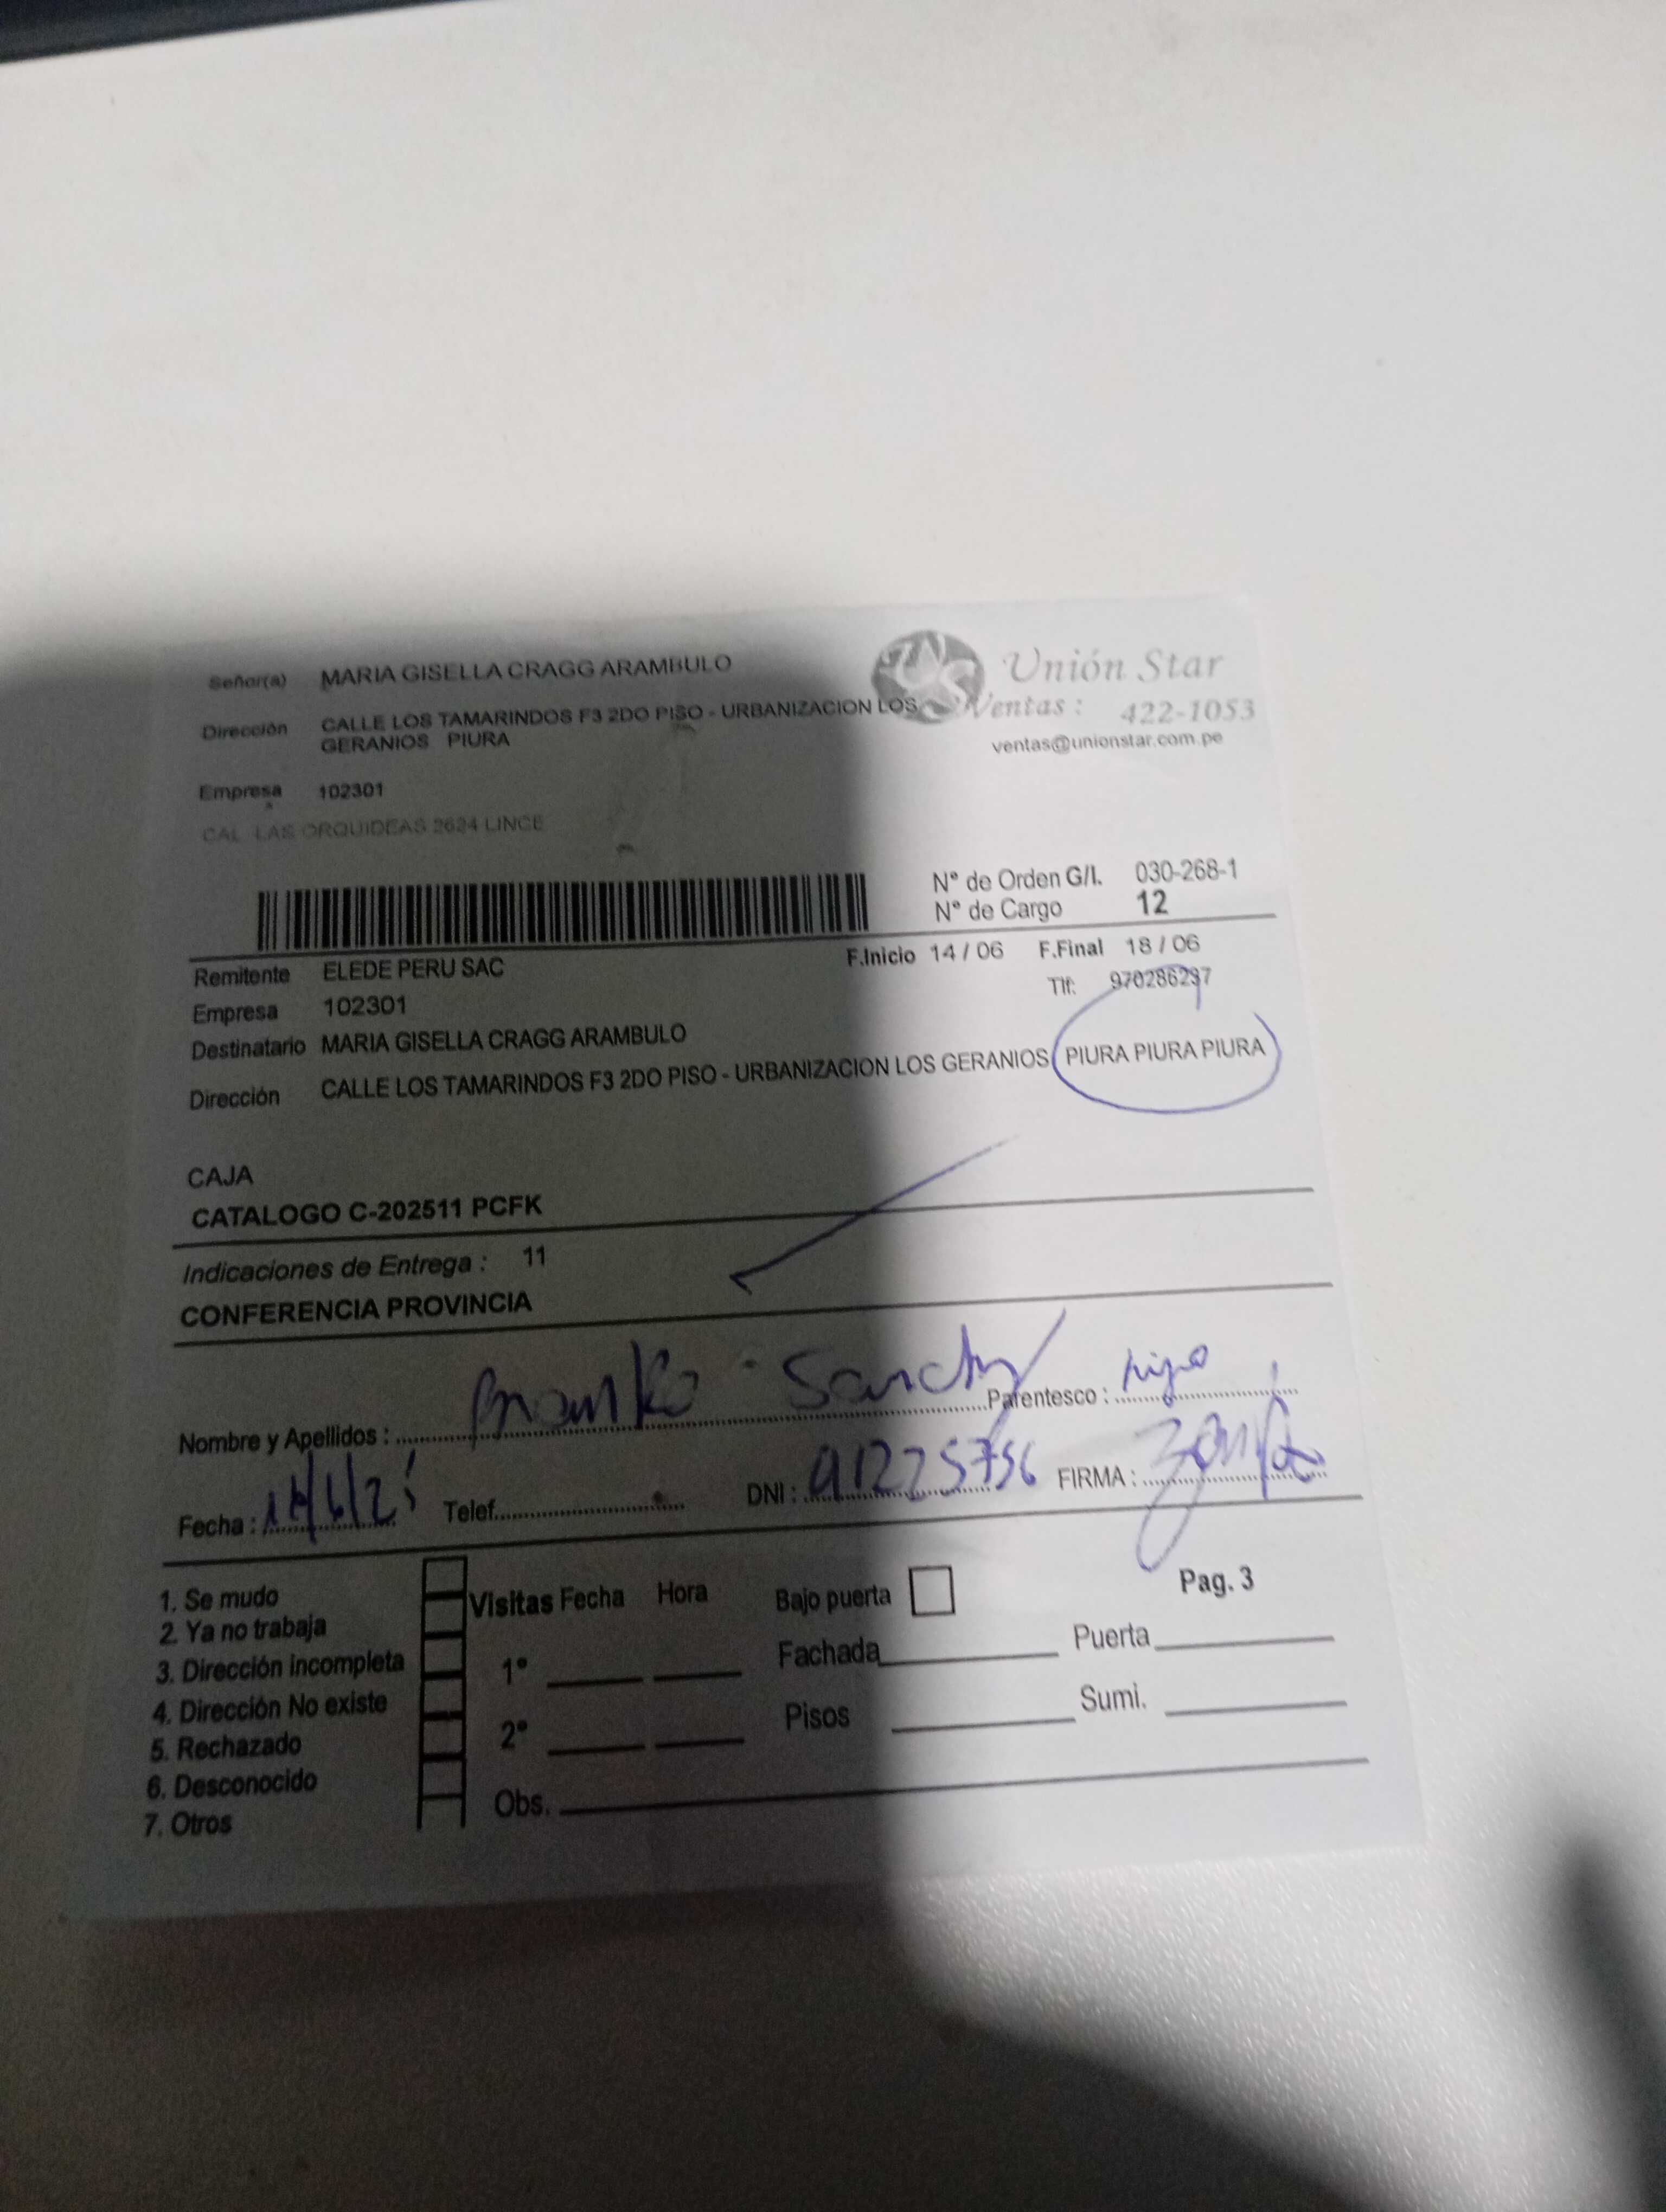 Señor(a) MARIA GISELLA CRAGG ARAMBULO
Unión Star
Dirección CALLE LOS TAMARINDOS F3 2DO PISO - URBANIZACION LOS
GERANIOS PIURA
Ventas : 422-1053
ventas@unionstar.com.pe
Empresa 102301
CAL. LAS ORQUIDEAS 2624 LINCE
N° de Orden G/I. 030-268-1
N° de Cargo 12
F.Inicio 14 / 06 F.Final 18 / 06
Remitente ELEDE PERU SAC
Tlf: 970286237
Empresa 102301
Destinatario MARIA GISELLA CRAGG ARAMBULO
Dirección CALLE LOS TAMARINDOS F3 2DO PISO - URBANIZACION LOS GERANIOS PIURA PIURA PIURA
CAJA
CATALOGO C-202511 PCFK
Indicaciones de Entrega : 11
CONFERENCIA PROVINCIA
Nombre y Apellidos : Parentesco : hijo
Fecha : Telef. DNI : FIRMA :
1. Se mudo
2. Ya no trabaja
3. Dirección incompleta
4. Dirección No existe
5. Rechazado
6. Desconocido
7. Otros
Visitas Fecha Hora
1°
2°
Obs.
Bajo puerta
Pag. 3
Fachada Puerta
Pisos Sumi.